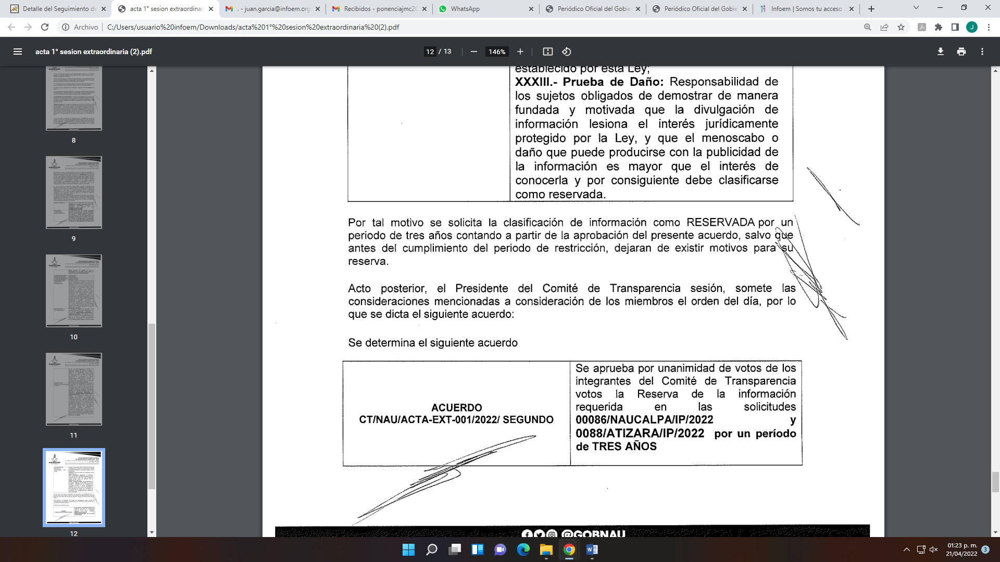 Detalle del Seguimiento de
acta 1° sesion extraordinar
. - juan.garcia@infoem.org
Recibidos - ponenciajmc20
WhatsApp
Periódico Oficial del Gobie
Periódico Oficial del Gobie
Infoem | Somos tu acceso
Archivo
C:/Users/usuario%20infoem/Downloads/acta%201°%20sesion%20extraordinaria%20(2).pdf
J
acta 1° sesion extraordinaria (2).pdf
12 / 13
146%
8
9
10
11
12
establecido por esta Ley;
XXXIII.- Prueba de Daño: Responsabilidad de
los sujetos obligados de demostrar de manera
fundada y motivada que la divulgación de
información lesiona el interés jurídicamente
protegido por la Ley, y que el menoscabo o
daño que puede producirse con la publicidad de
la información es mayor que el interés de
conocerla y por consiguiente debe clasificarse
como reservada.
Por tal motivo se solicita la clasificación de información como RESERVADA por un
periodo de tres años contando a partir de la aprobación del presente acuerdo, salvo que
antes del cumplimiento del periodo de restricción, dejaran de existir motivos para su
reserva.
Acto posterior, el Presidente del Comité de Transparencia sesión, somete las
consideraciones mencionadas a consideración de los miembros el orden del día, por lo
que se dicta el siguiente acuerdo:
Se determina el siguiente acuerdo
ACUERDO
CT/NAU/ACTA-EXT-001/2022/ SEGUNDO
Se aprueba por unanimidad de votos de los
integrantes del Comité de Transparencia
votos la Reserva de la información
requerida en las solicitudes
00086/NAUCALPA/IP/2022 y
0088/ATIZARA/IP/2022 por un período
de TRES AÑOS
@GOBNAU
01:23 p. m.
21/04/2022
3